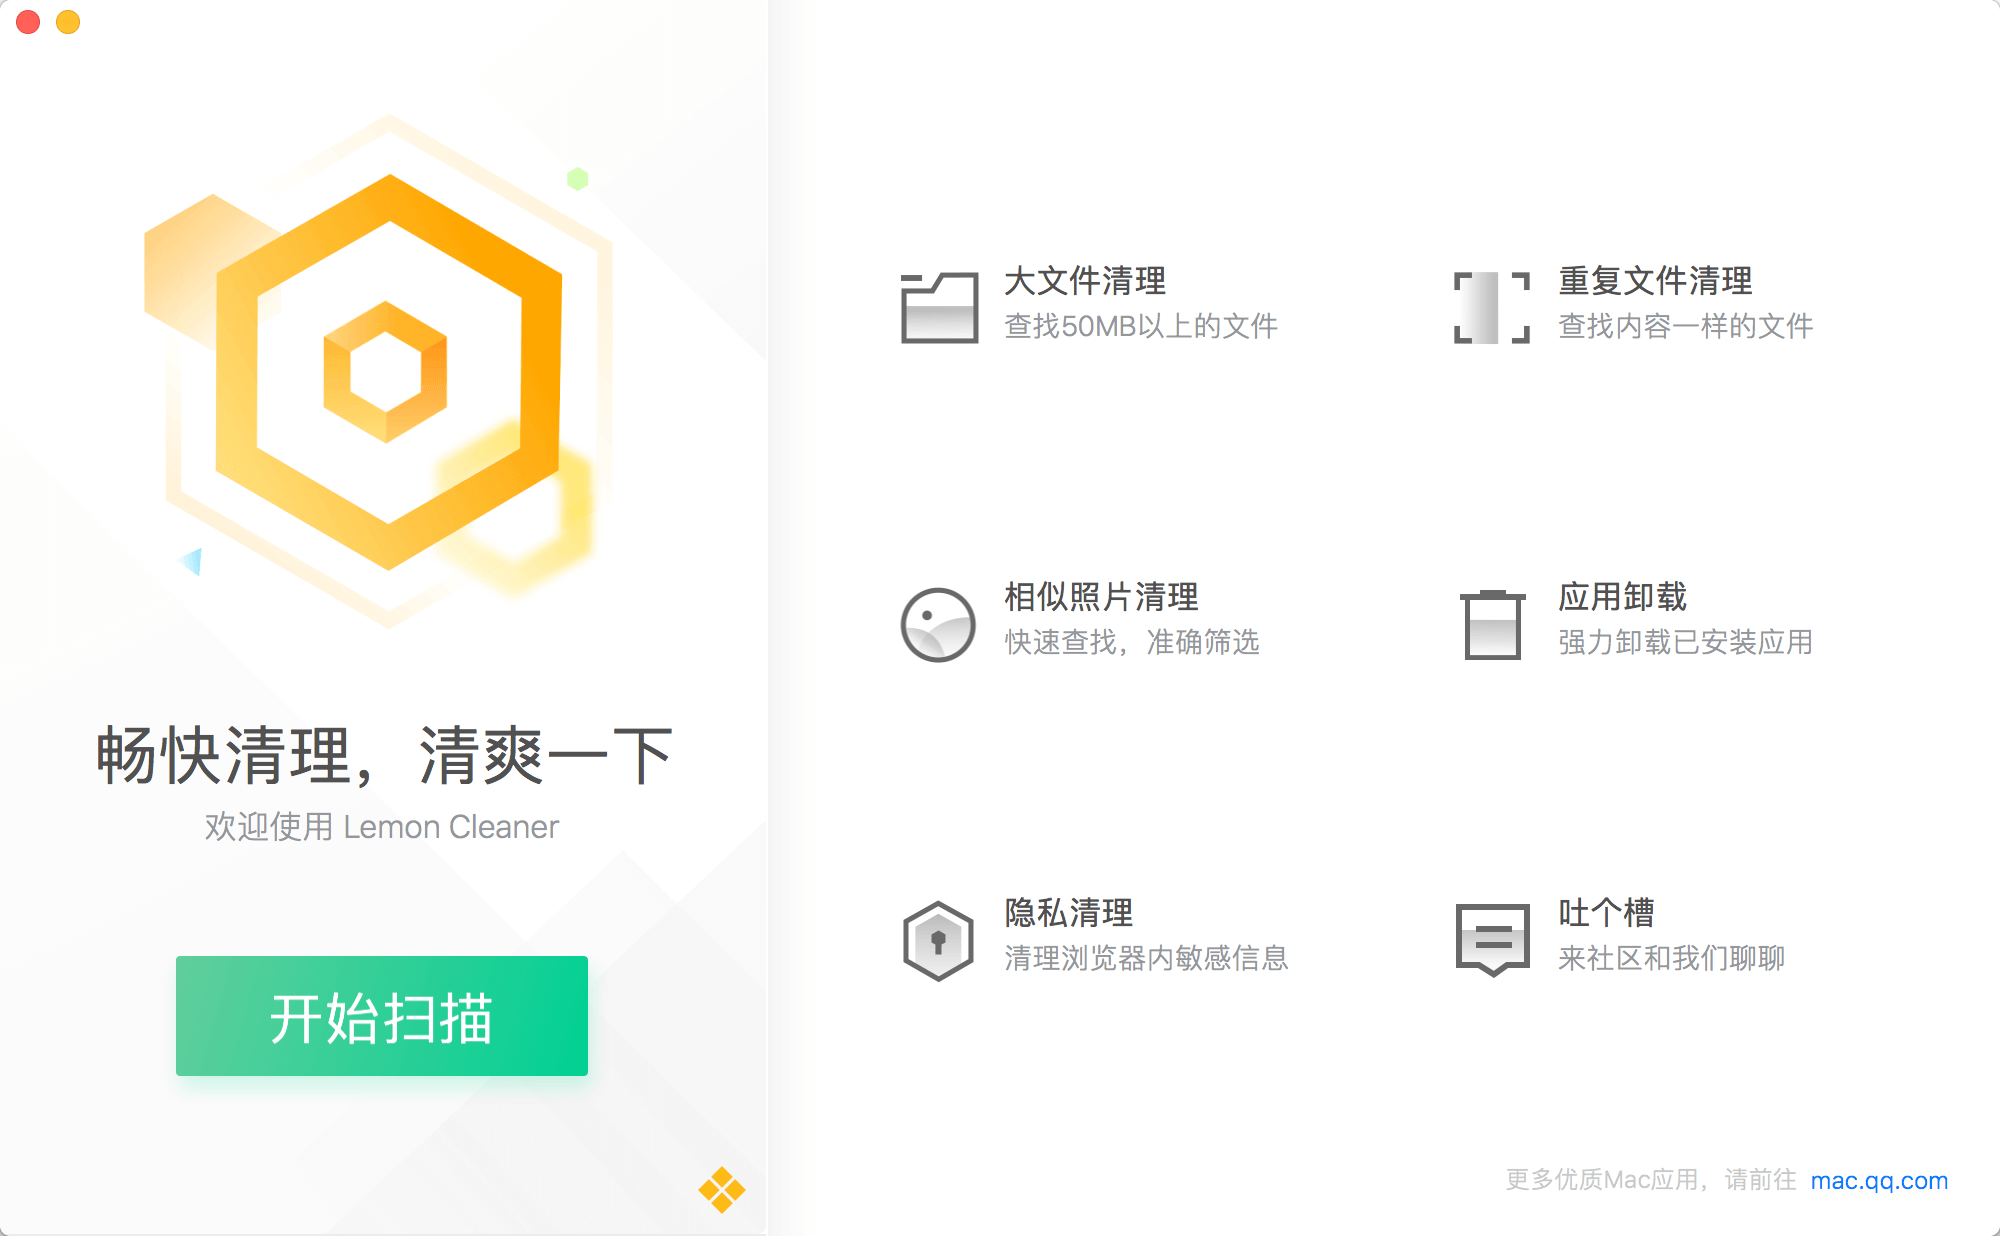 畅快清理，清爽一下
欢迎使用 Lemon Cleaner
开始扫描
大文件清理
查找50MB以上的文件
重复文件清理
查找内容一样的文件
相似照片清理
快速查找，准确筛选
应用卸载
强力卸载已安装应用
隐私清理
清理浏览器内敏感信息
吐个槽
来社区和我们聊聊
更多优质Mac应用，请前往 mac.qq.com